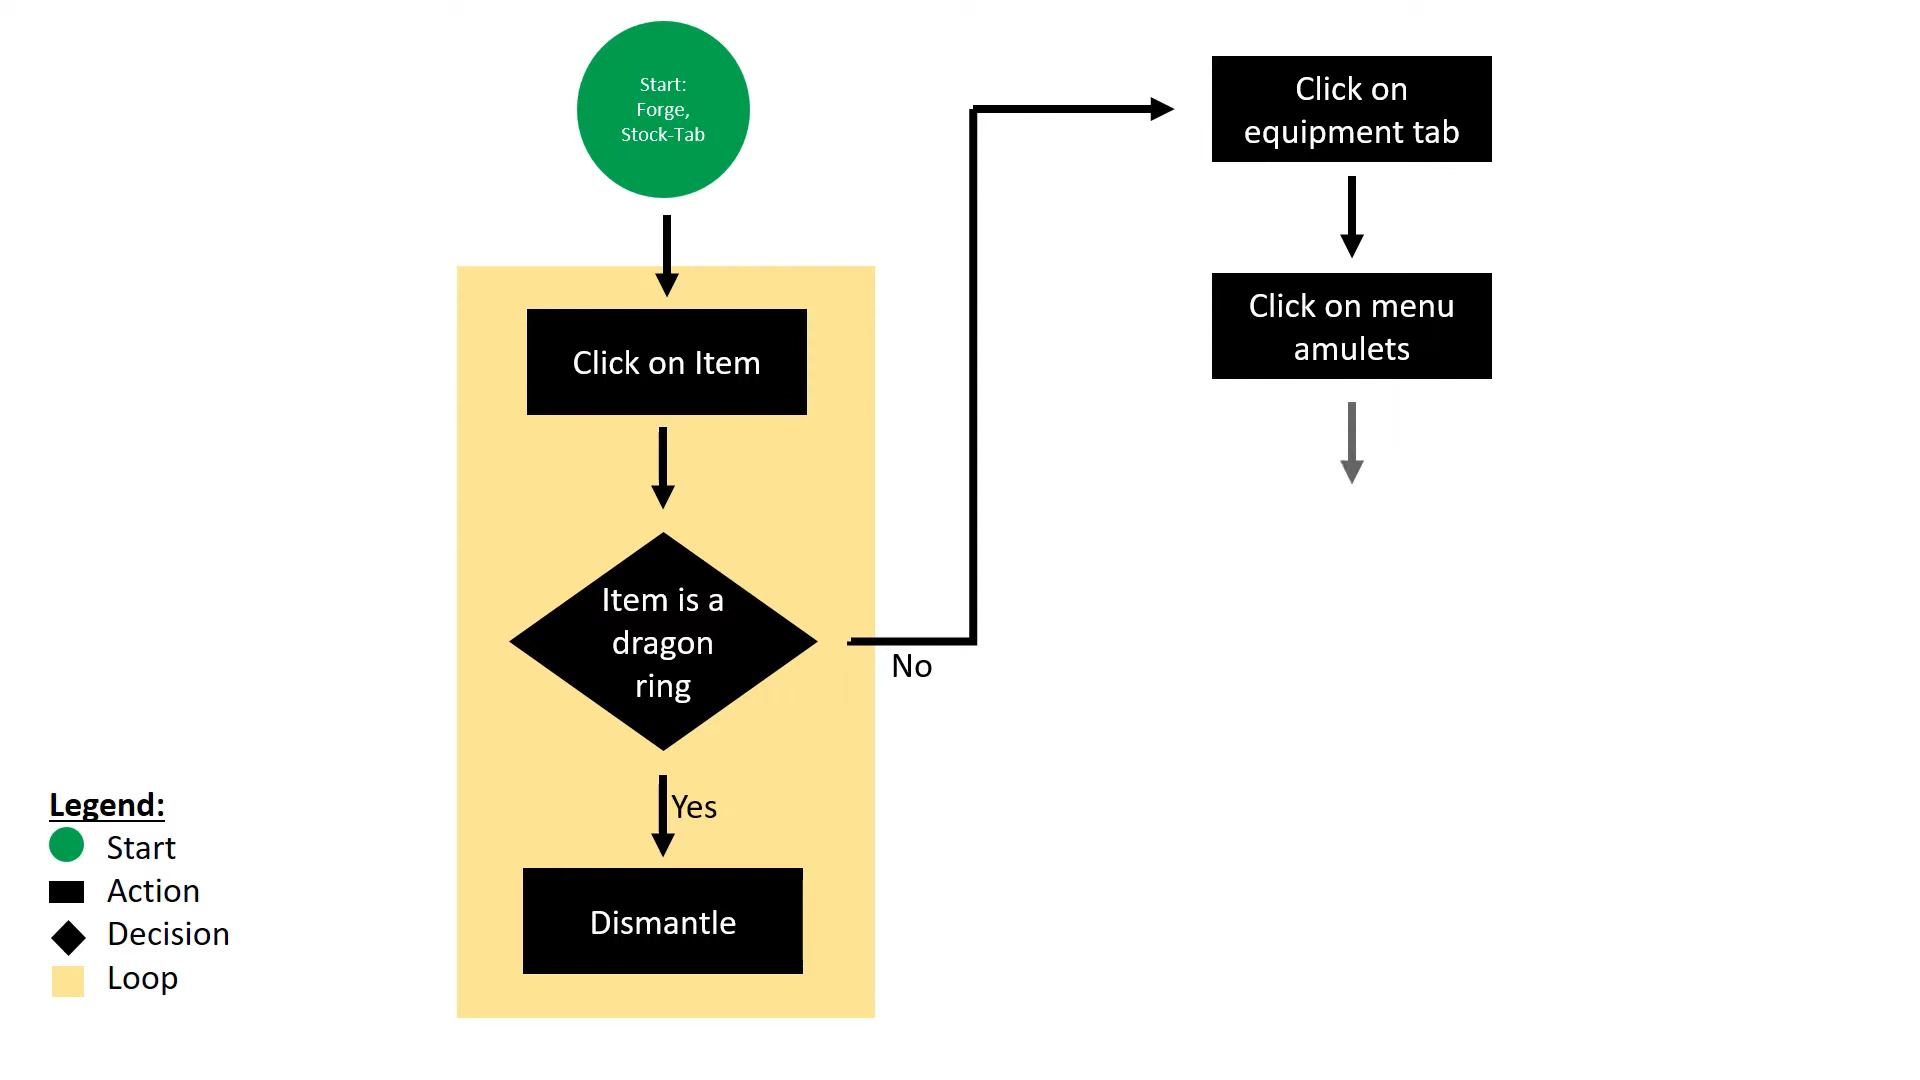 Start:
Forge,
Stock-Tab
Click on Item
Item is a
dragon
ring
No
Yes
Dismantle
Click on
equipment tab
Click on menu
amulets
Legend:
Start
Action
Decision
Loop